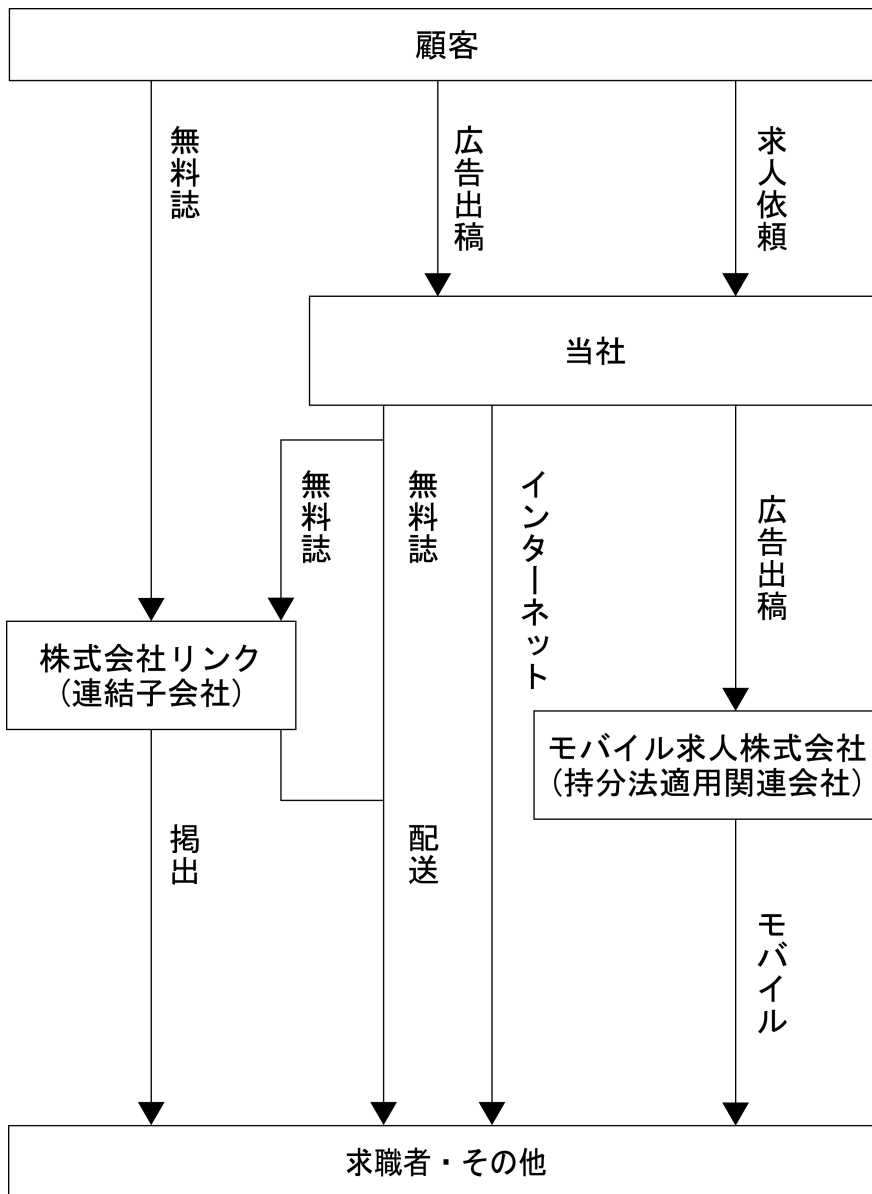 顧客
無料誌
広告出稿
求人依頼
当社
無料誌
無料誌
インターネット
広告出稿
株式会社リンク
（連結子会社）
モバイル求人株式会社
（持分法適用関連会社）
掲出
配送
モバイル
求職者・その他